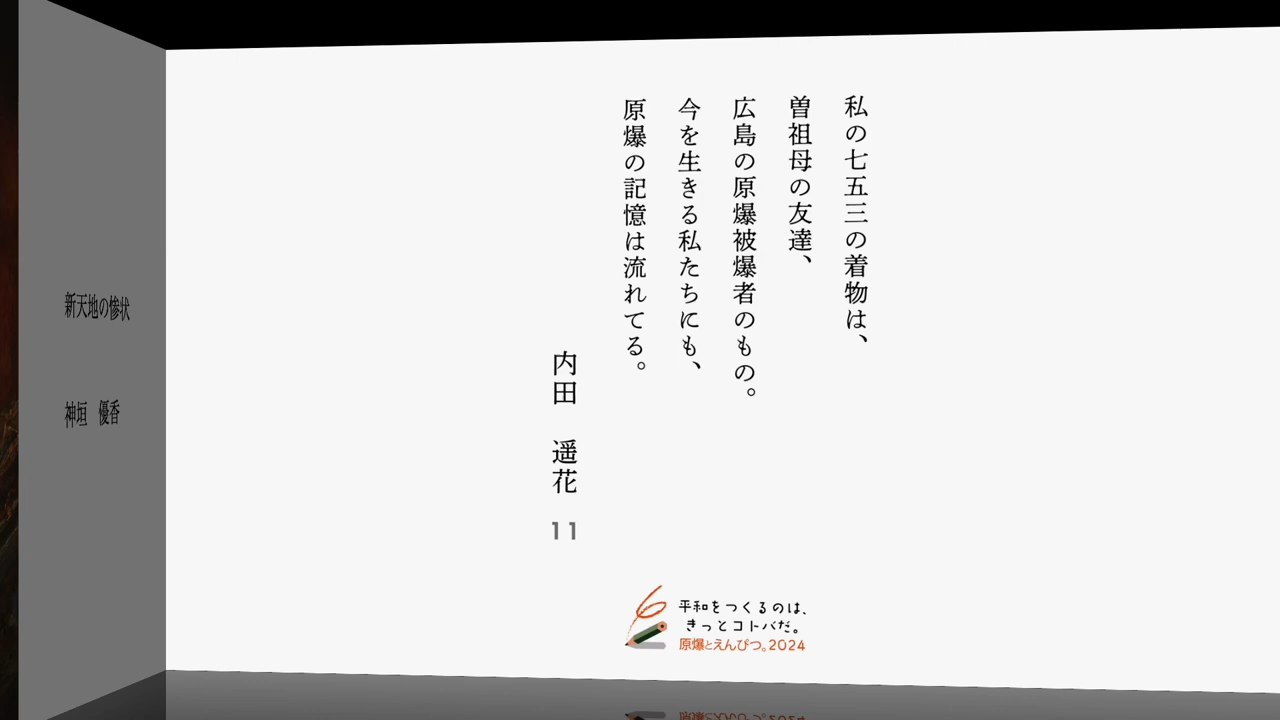 私の七五三の着物は、
曽祖母の友達、
広島の原爆被爆者のもの。
今を生きる私たちにも、
原爆の記憶は流れてる。
内田 遥花
11
平和をつくるのは、
きっとコトバだ。
原爆とえんぴつ。2024
新天地の惨状
神垣 優香